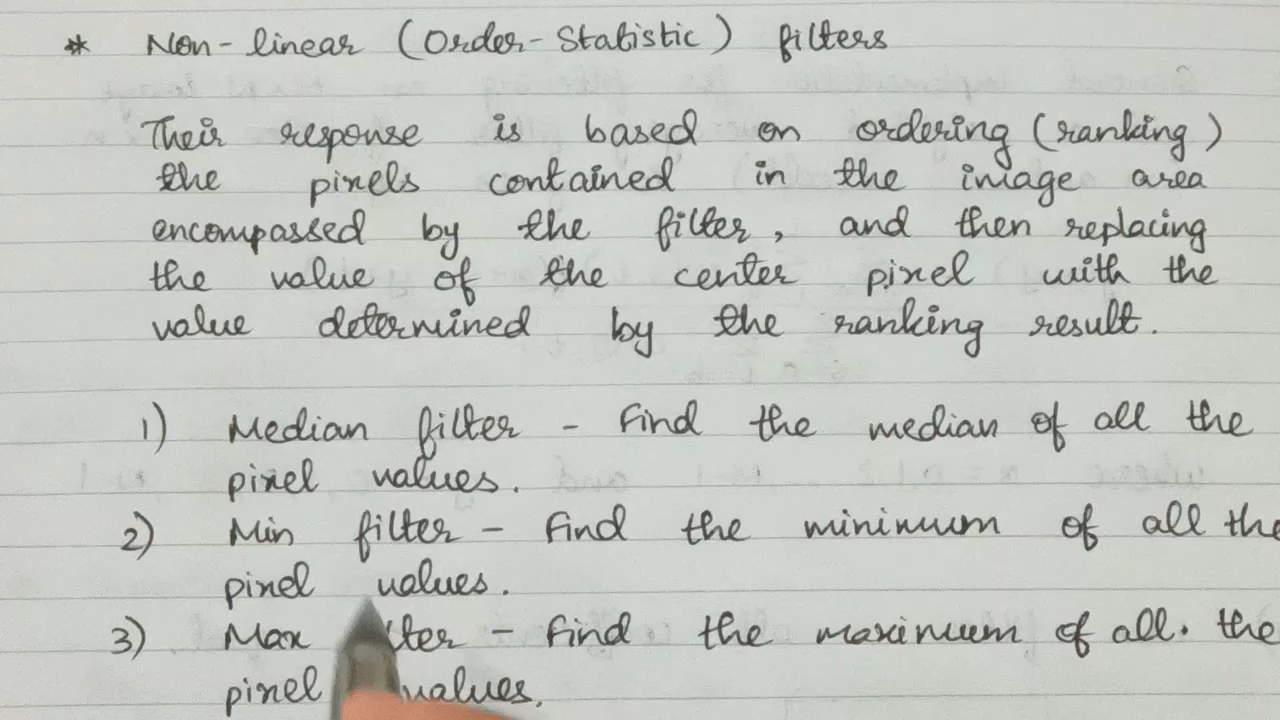 * Non-linear (Order-Statistic) filters
Their response is based on ordering (ranking)
the pixels contained in the image area
encompassed by the filter, and then replacing
the value of the center pixel with the
value determined by the ranking result.
1) Median filter - Find the median of all the
pixel values.
2) Min filter - Find the minimum of all the
pixel values.
3) Max - Find the maximum of all. the
pixel values.